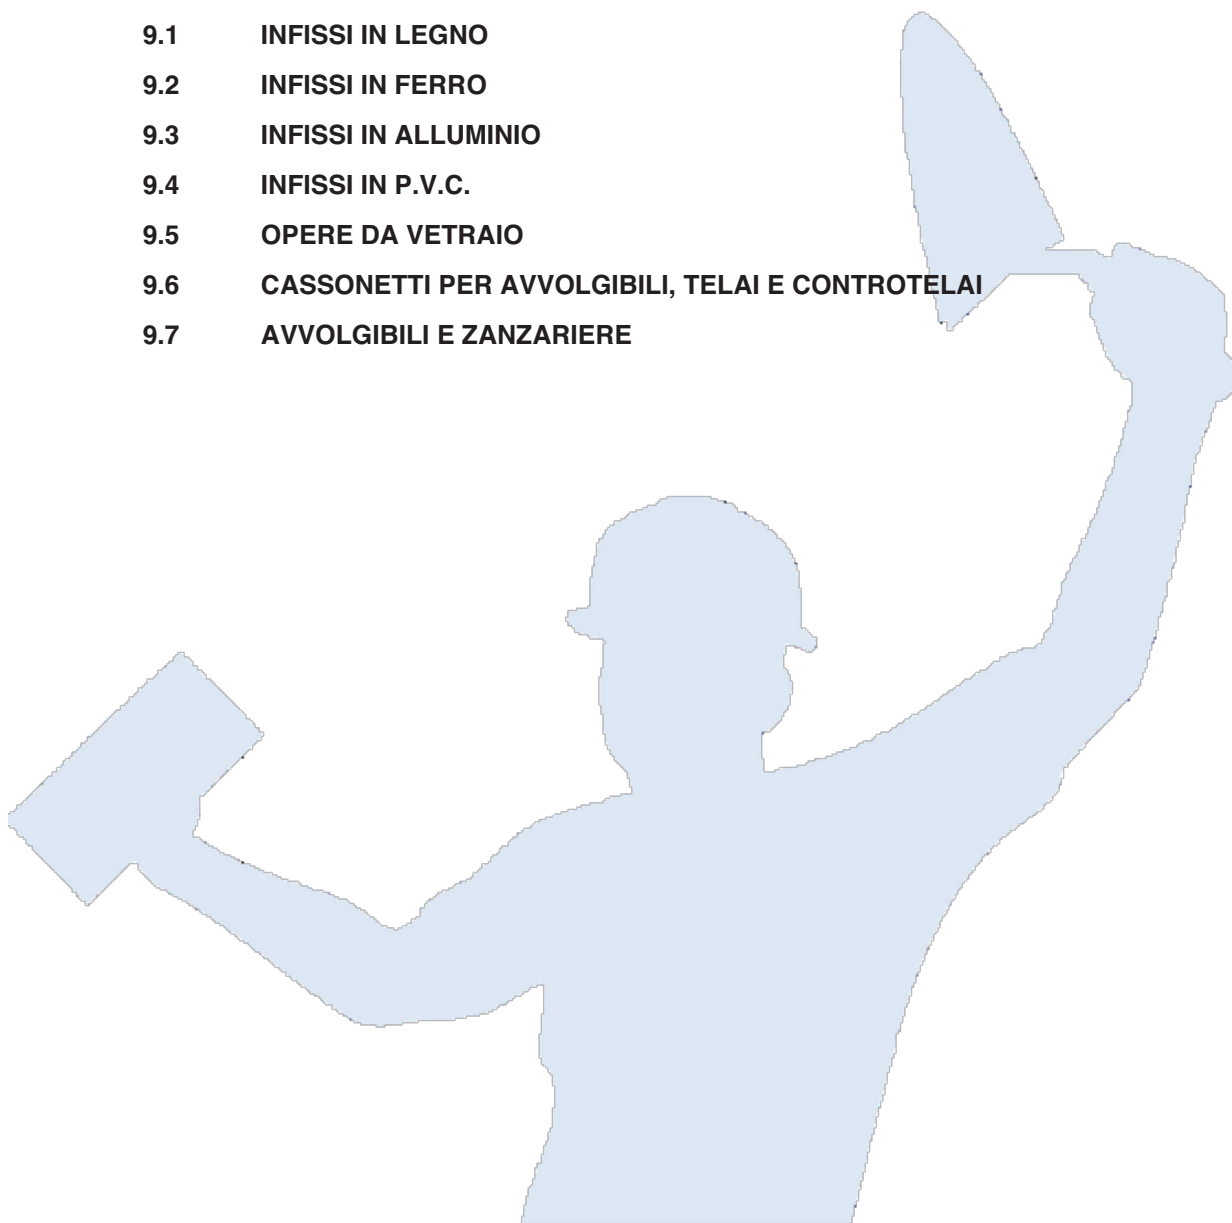 9.1 INFISSI IN LEGNO
9.2 INFISSI IN FERRO
9.3 INFISSI IN ALLUMINIO
9.4 INFISSI IN P.V.C.
9.5 OPERE DA VETRAIO
9.6 CASSONETTI PER AVVOLGIBILI, TELAI E CONTROTELAI
9.7 AVVOLGIBILI E ZANZARIERE